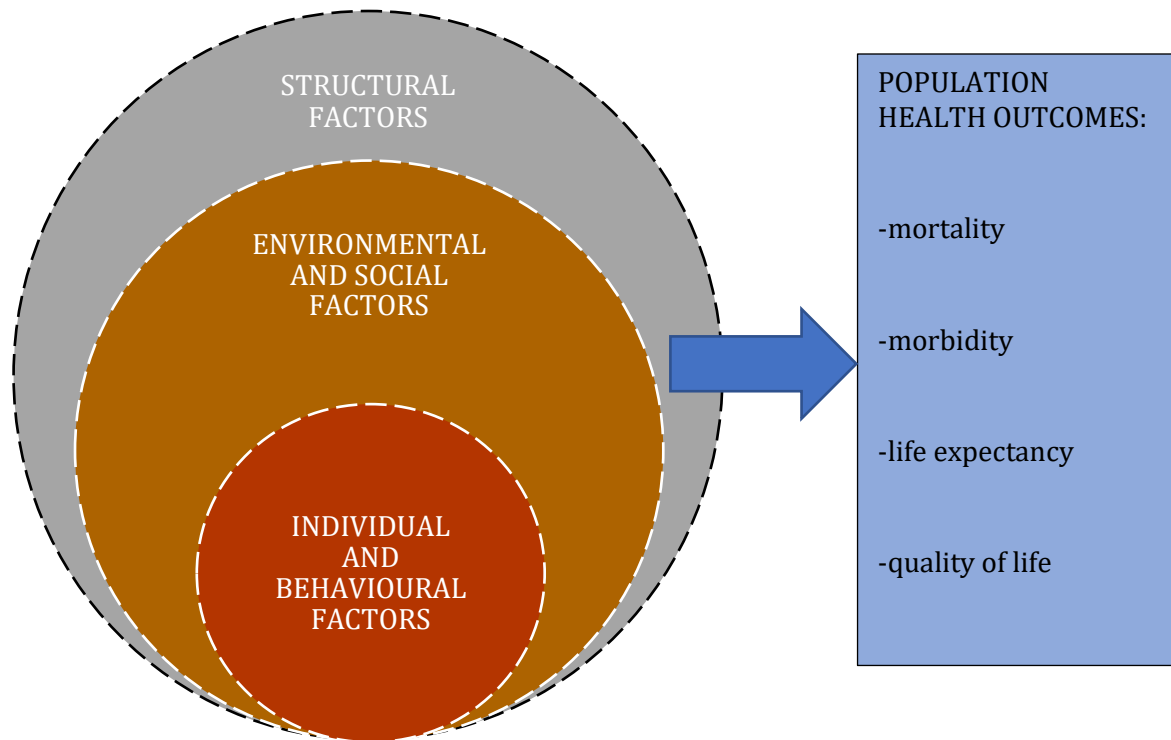 STRUCTURAL
FACTORS
ENVIRONMENTAL
AND SOCIAL
FACTORS
INDIVIDUAL
AND
BEHAVIOURAL
FACTORS
POPULATION
HEALTH OUTCOMES:
-mortality
-morbidity
-life expectancy
-quality of life